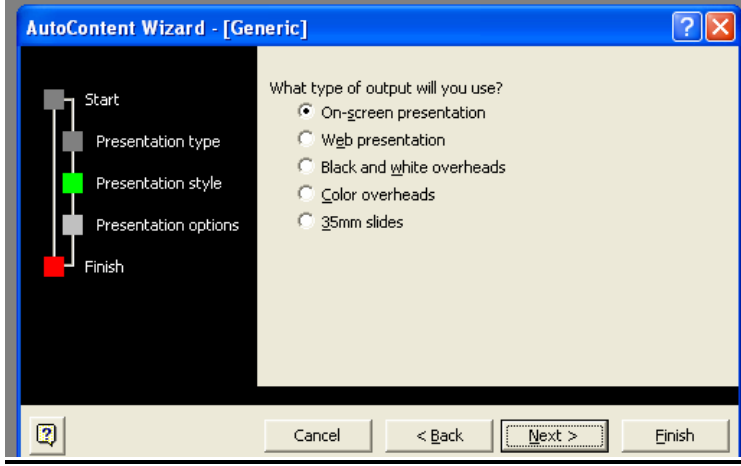 AutoContent Wizard - [Generic]
Start
Presentation type
Presentation style
Presentation options
Finish
What type of output will you use?
On-screen presentation
Web presentation
Black and white overheads
Color overheads
35mm slides
Cancel
< Back
Next >
Finish